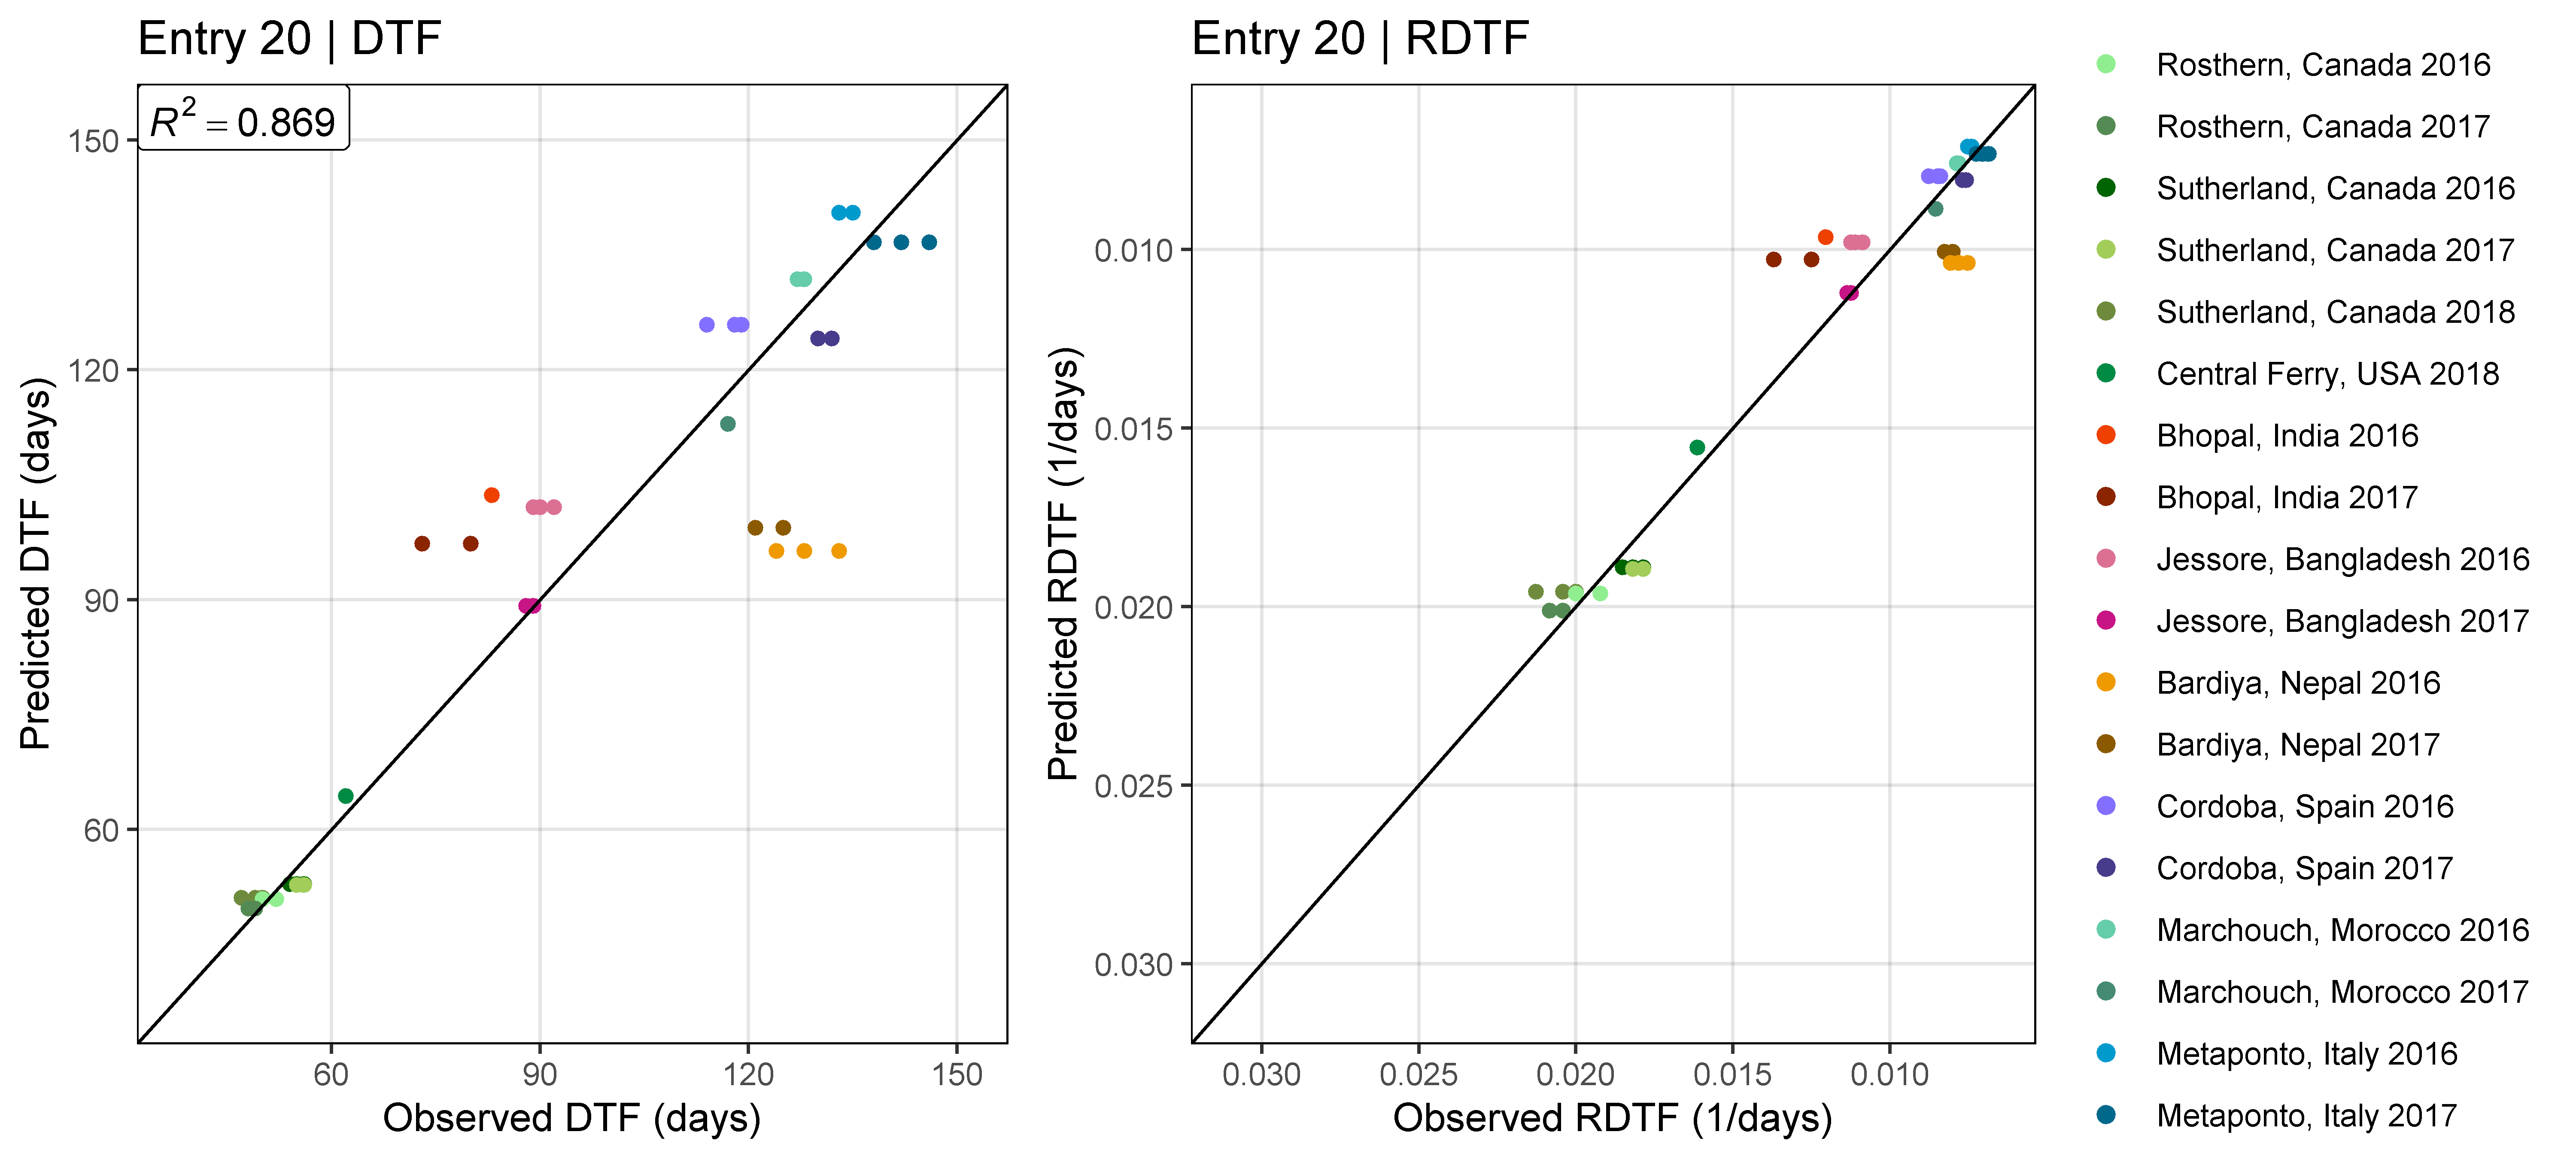 Entry 20 | DTF
R² = 0.869
150
120
90
60
60 90 120 150
Observed DTF (days)
Predicted DTF (days)
Entry 20 | RDTF
0.010
0.015
0.020
0.025
0.030
0.030 0.025 0.020 0.015 0.010
Observed RDTF (1/days)
Predicted RDTF (1/days)
Rosthern, Canada 2016
Rosthern, Canada 2017
Sutherland, Canada 2016
Sutherland, Canada 2017
Sutherland, Canada 2018
Central Ferry, USA 2018
Bhopal, India 2016
Bhopal, India 2017
Jessore, Bangladesh 2016
Jessore, Bangladesh 2017
Bardiya, Nepal 2016
Bardiya, Nepal 2017
Cordoba, Spain 2016
Cordoba, Spain 2017
Marchouch, Morocco 2016
Marchouch, Morocco 2017
Metaponto, Italy 2016
Metaponto, Italy 2017